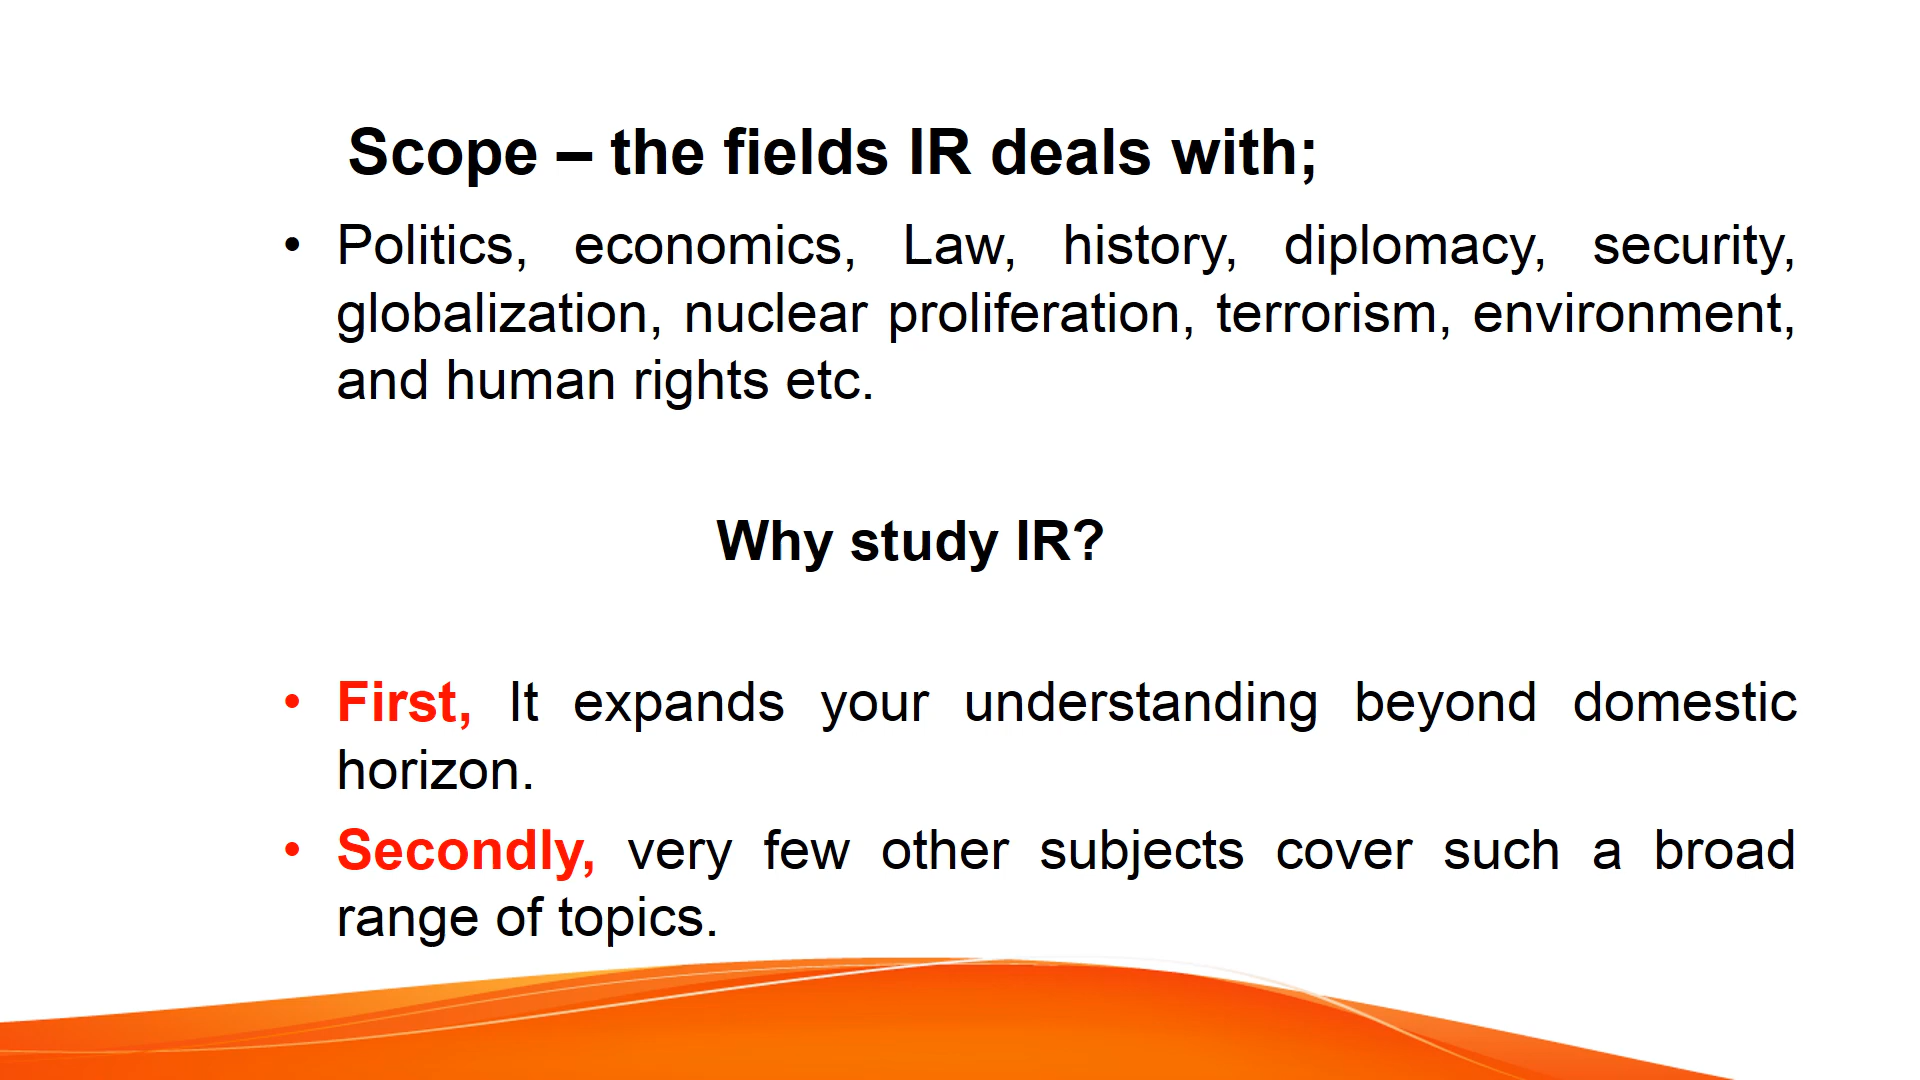 Scope – the fields IR deals with;
• Politics, economics, Law, history, diplomacy, security,
globalization, nuclear proliferation, terrorism, environment,
and human rights etc.
Why study IR?
• First, It expands your understanding beyond domestic
horizon.
• Secondly, very few other subjects cover such a broad
range of topics.